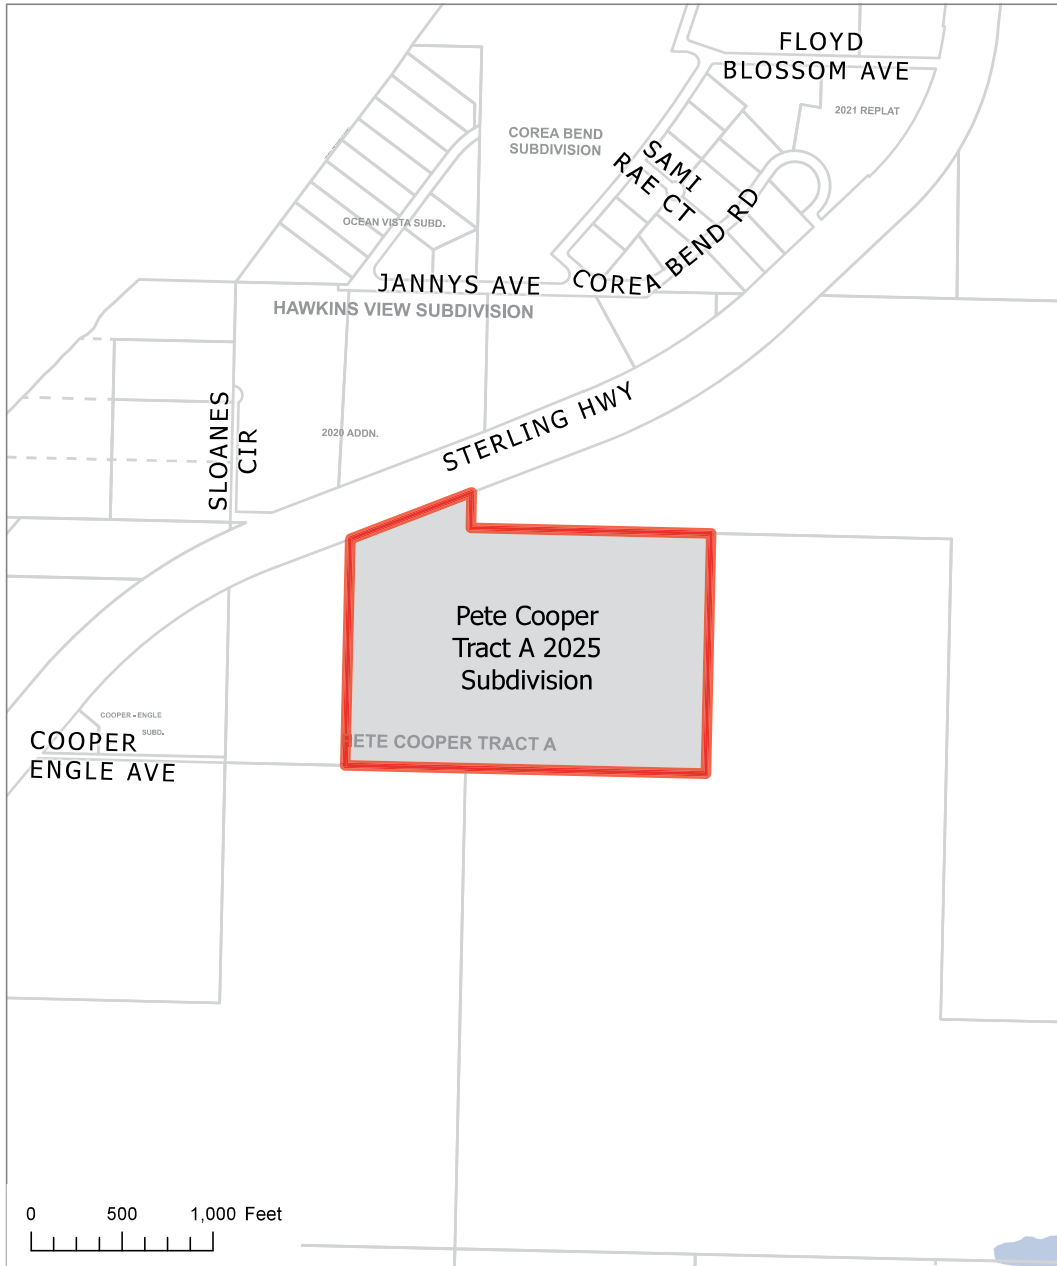 FLOYD
BLOSSOM AVE
2021 REPLAT
COREA BEND
SUBDIVISION
SAMI
RAE CT
OCEAN VISTA SUBD.
COREA BEND RD
JANNYS AVE
HAWKINS VIEW SUBDIVISION
STERLING HWY
SLOANES
CIR
2020 ADDN.
Pete Cooper
Tract A 2025
Subdivision
COOPER - ENGLE
SUBD.
COOPER
ENGLE AVE
PETE COOPER TRACT A
0 500 1,000 Feet